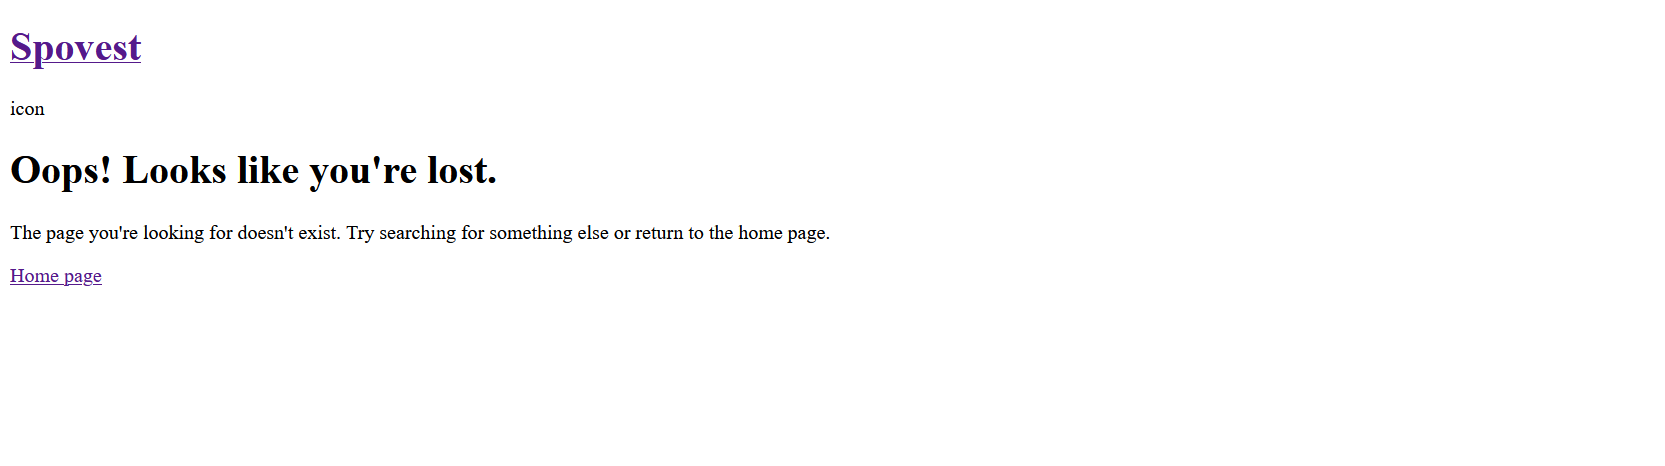 Spovest
icon
Oops! Looks like you're lost.
The page you're looking for doesn't exist. Try searching for something else or return to the home page.
Home page